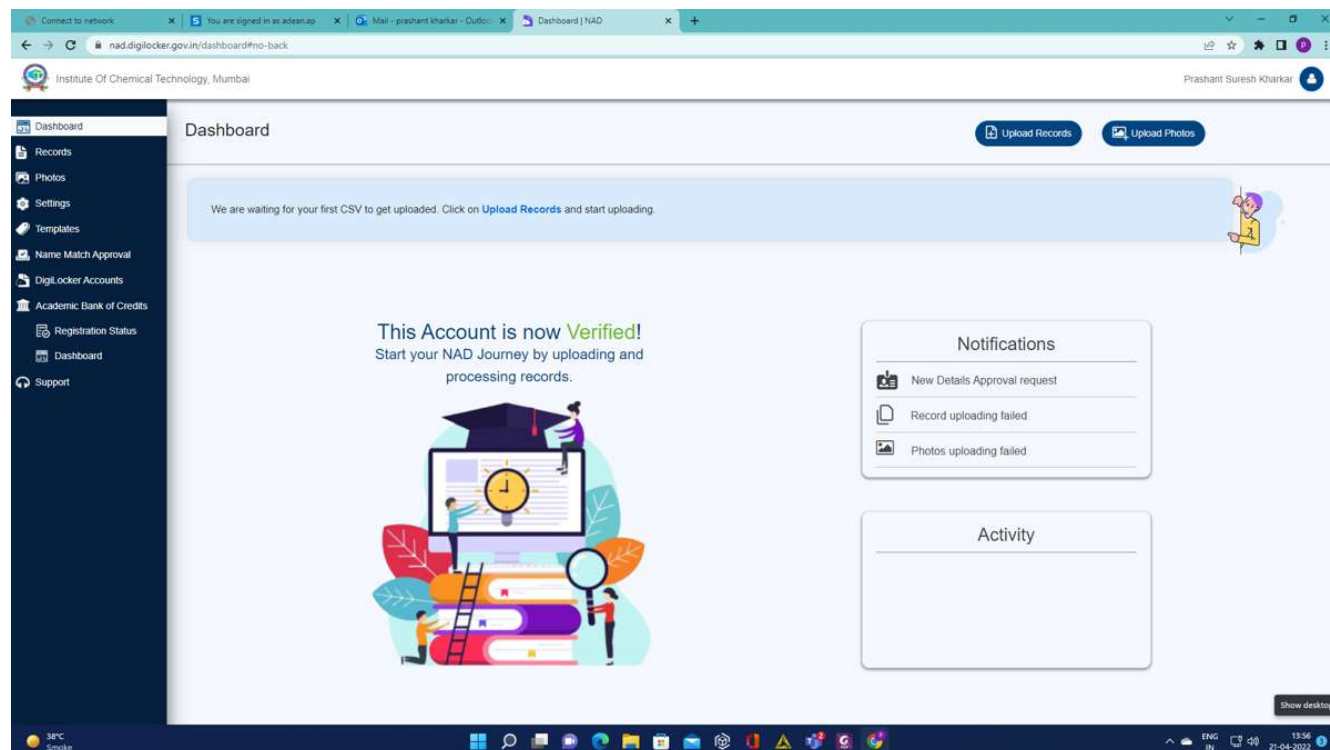 Connect to network
You are signed in as adean.ap
Mail - prashant kharkar - Outloo
Dashboard | NAD
nad.digilocker.gov.in/dashboard#no-back
Institute Of Chemical Technology, Mumbai
Prashant Suresh Kharkar
Dashboard
Records
Photos
Settings
Templates
Name Match Approval
DigiLocker Accounts
Academic Bank of Credits
Registration Status
Dashboard
Support
Dashboard
Upload Records
Upload Photos
We are waiting for your first CSV to get uploaded. Click on Upload Records and start uploading.
This Account is now Verified!
Start your NAD Journey by uploading and
processing records.
Notifications
New Details Approval request
Record uploading failed
Photos uploading failed
Activity
Show desktop
38°C
Smoke
ENG
IN
13:56
21-04-2022